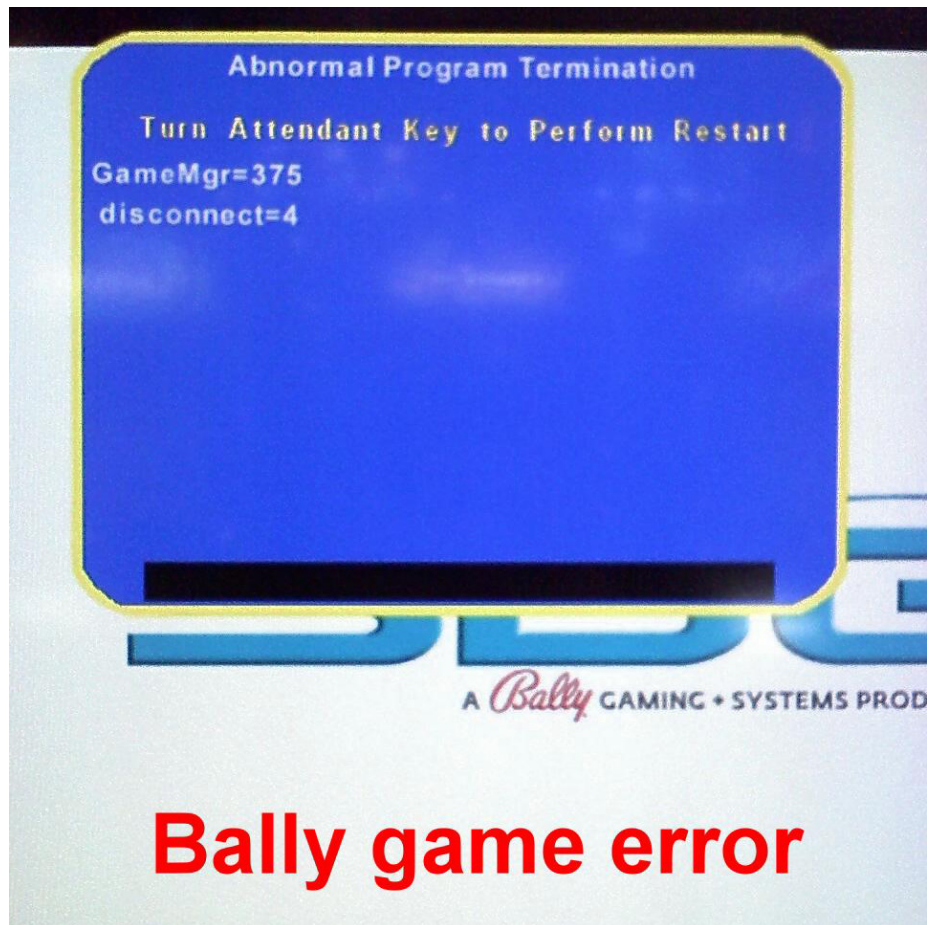 Abnormal Program Termination
Turn Attendant Key to Perform Restart
GameMgr=375
disconnect=4
A Bally GAMING + SYSTEMS PROD
Bally game error